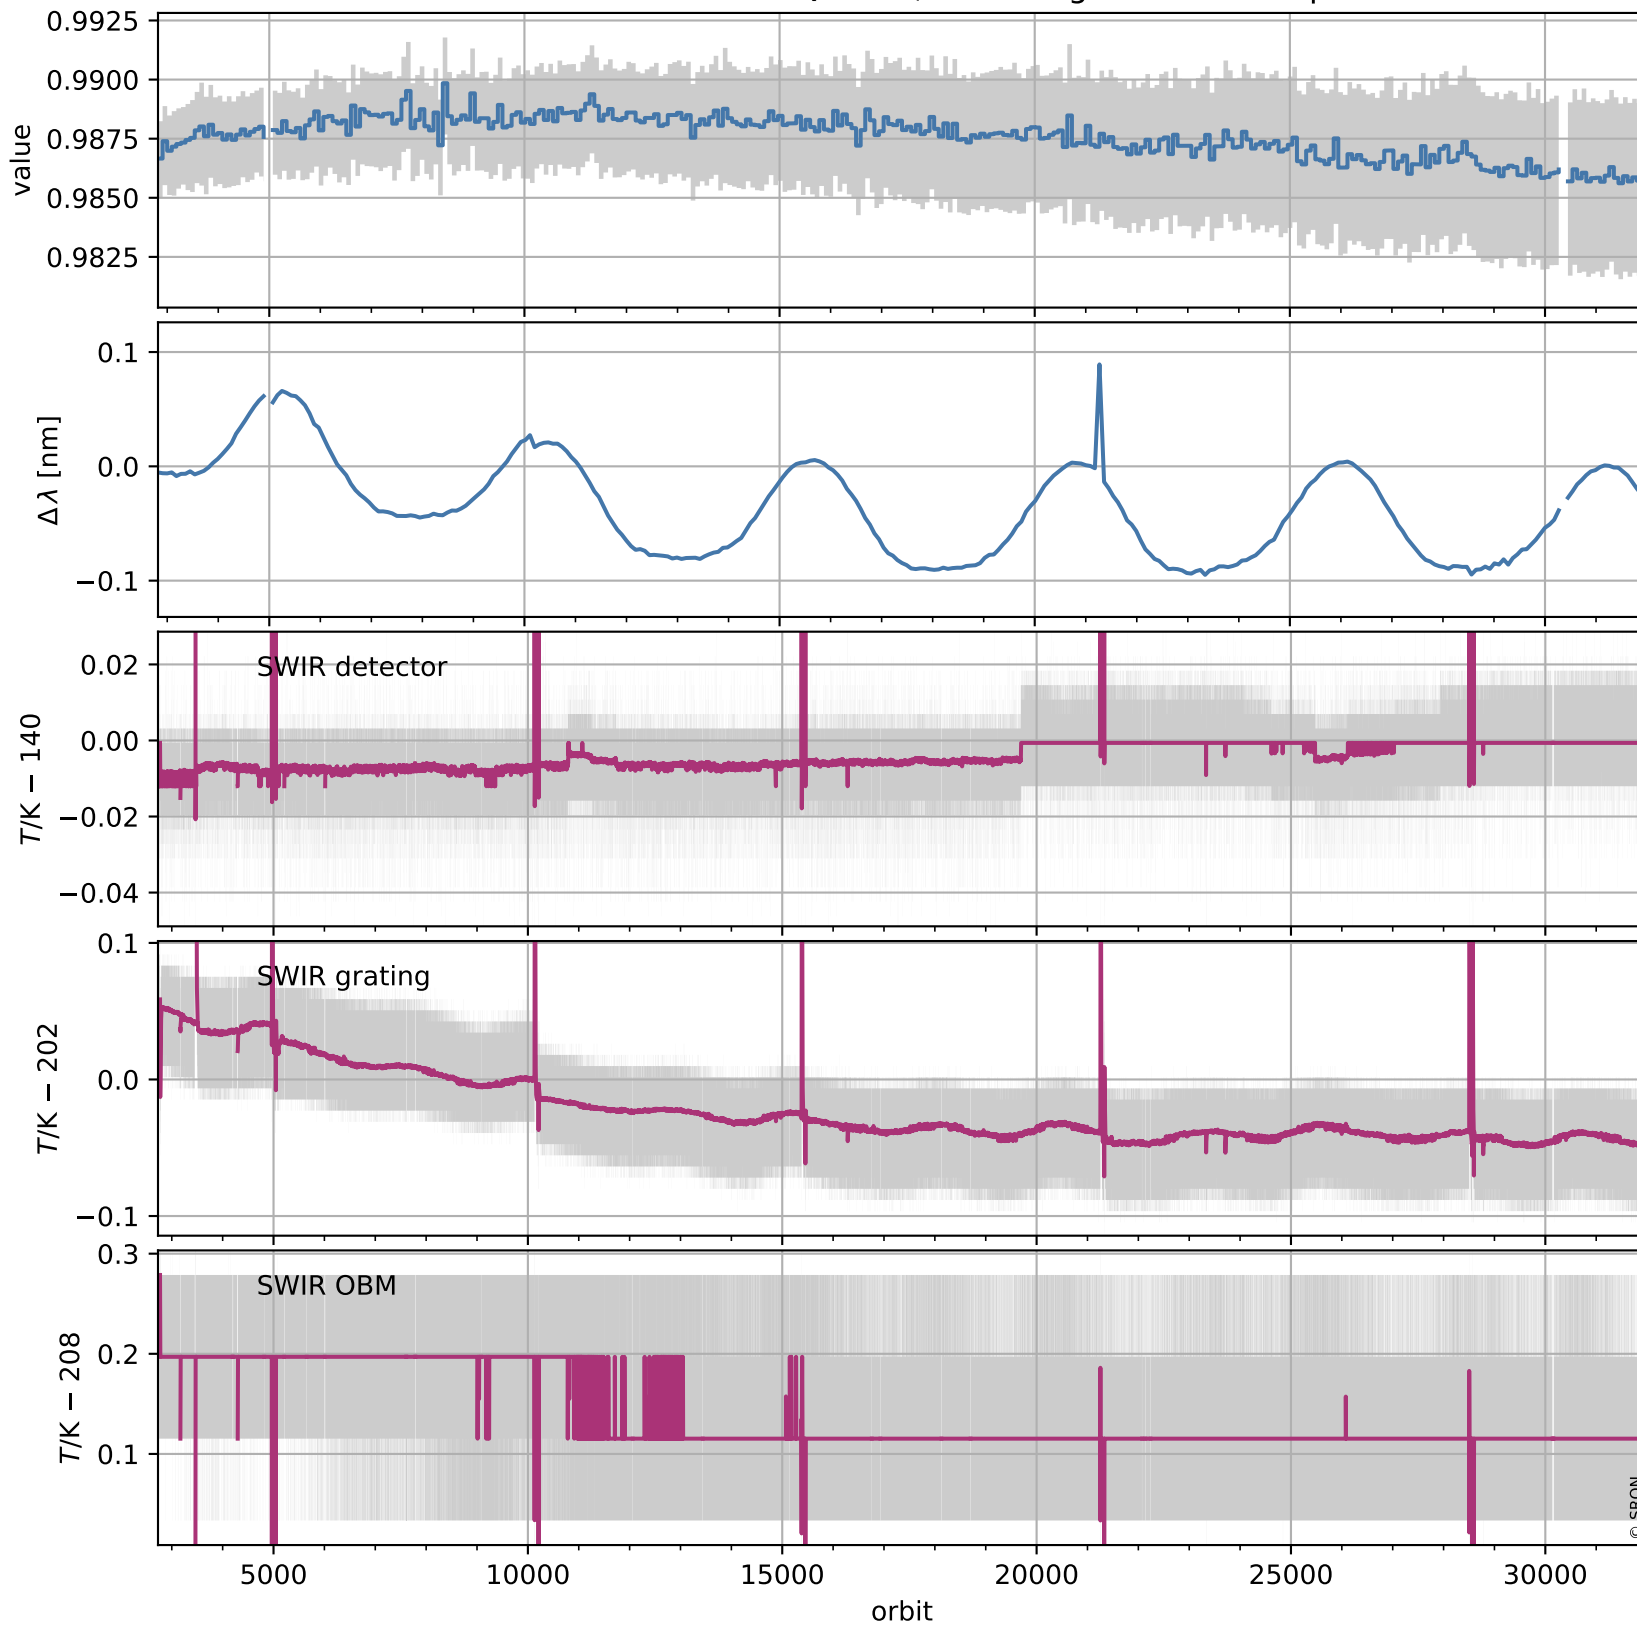 0.9925
0.9900
0.9875
0.9850
0.9825
value
0.1
0.0
−0.1
Δλ [nm]
0.02
0.00
−0.02
−0.04
T/K − 140
SWIR detector
0.1
0.0
−0.1
T/K − 202
SWIR grating
0.3
0.2
0.1
T/K − 208
SWIR OBM
© SRON
5000 10000 15000 20000 25000 30000
orbit